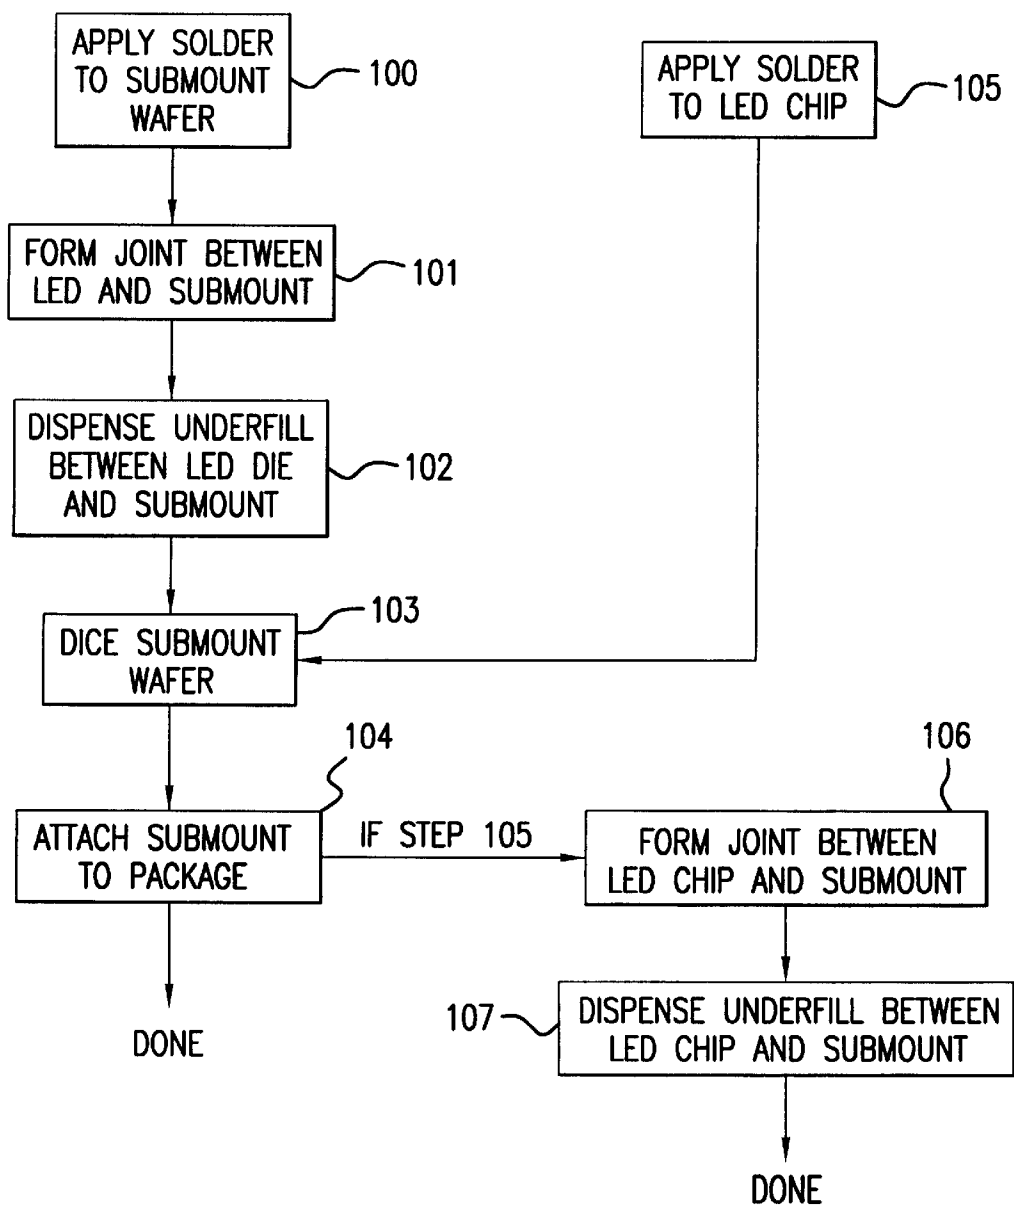 APPLY SOLDER
TO SUBMOUNT
WAFER
100
APPLY SOLDER
TO LED CHIP
105
FORM JOINT BETWEEN
LED AND SUBMOUNT
101
DISPENSE UNDERFILL
BETWEEN LED DIE
AND SUBMOUNT
102
103
DICE SUBMOUNT
WAFER
104
ATTACH SUBMOUNT
TO PACKAGE
IF STEP 105
106
FORM JOINT BETWEEN
LED CHIP AND SUBMOUNT
DONE
107
DISPENSE UNDERFILL BETWEEN
LED CHIP AND SUBMOUNT
DONE